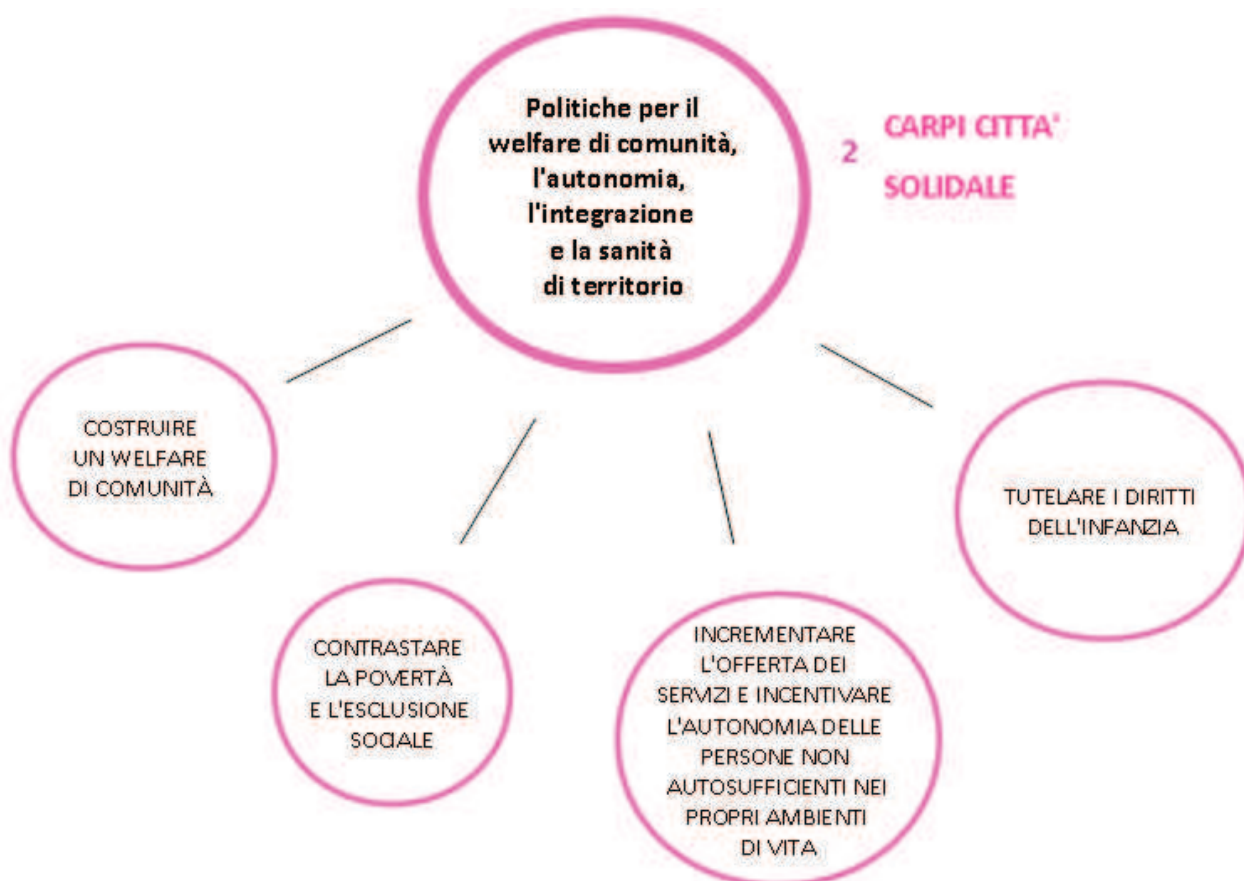 Politiche per il
welfare di comunità,
l'autonomia,
l'integrazione
e la sanità
di territorio
2
CARPI CITTA'
SOLIDALE
COSTRUIRE
UN WELFARE
DI COMUNITÀ
CONTRASTARE
LA POVERTÀ
E L'ESCLUSIONE
SOCIALE
INCREMENTARE
L'OFFERTA DEI
SERVIZI E INCENTIVARE
L'AUTONOMIA DELLE
PERSONE NON
AUTOSUFFICIENTI NEI
PROPRI AMBIENTI
DI VITA
TUTELARE I DIRITTI
DELL'INFANZIA